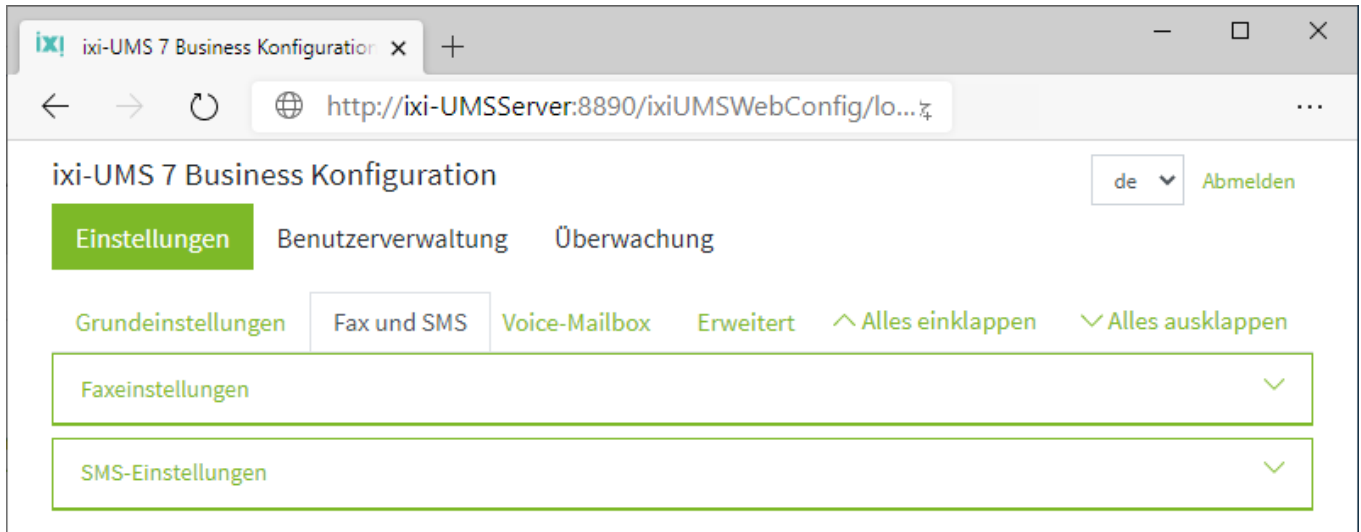 ixi ixi-UMS 7 Business Konfiguration
http://ixi-UMSServer:8890/ixiUMSWebConfig/lo...
ixi-UMS 7 Business Konfiguration de Abmelden
Einstellungen Benutzerverwaltung Überwachung
Grundeinstellungen Fax und SMS Voice-Mailbox Erweitert Alles einklappen Alles ausklappen
Faxeinstellungen
SMS-Einstellungen